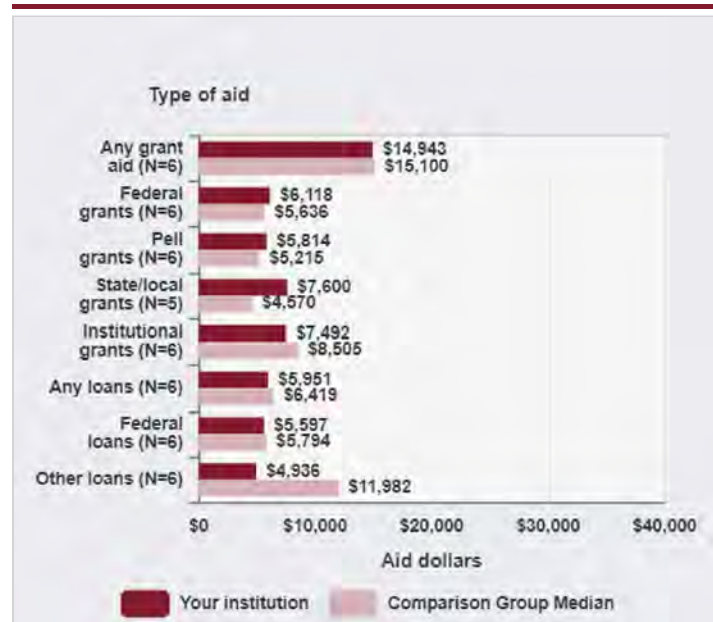 Type of aid
Any grant
aid (N=6)
$14,943
$15,100
Federal
grants (N=6)
$6,118
$5,636
Pell
grants (N=6)
$5,814
$5,215
State/local
grants (N=5)
$7,600
$4,570
Institutional
grants (N=6)
$7,492
$8,505
Any loans (N=6)
$5,951
$6,419
Federal
loans (N=6)
$5,597
$5,794
Other loans (N=6)
$4,936
$11,982
$0 $10,000 $20,000 $30,000 $40,000
Aid dollars
Your institution Comparison Group Median